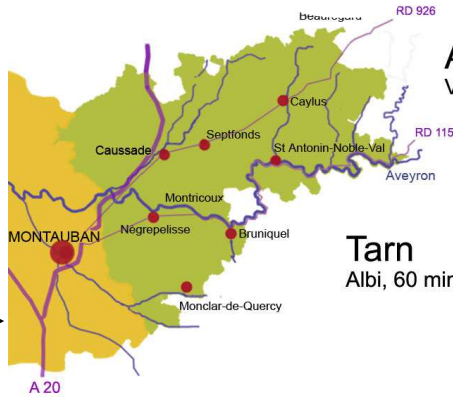 Beauregard
RD 926
Caylus
Septfonds
Caussade
RD 115
St Antonin-Noble-Val
Aveyron
Montricoux
Négrepelisse
MONTAUBAN
Bruniquel
Tarn
Albi, 60 min
Monclar-de-Quercy
A 20